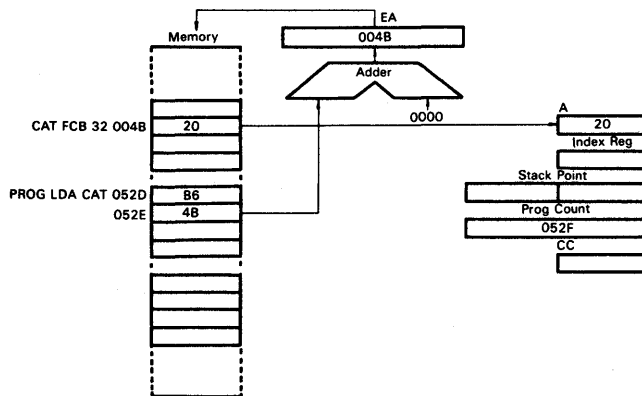 EA
Memory
004B
Adder
0000
A
CAT FCB 32 004B
20
20
Index Reg
Stack Point
PROG LDA CAT 052D
B6
052E
4B
Prog Count
052F
CC